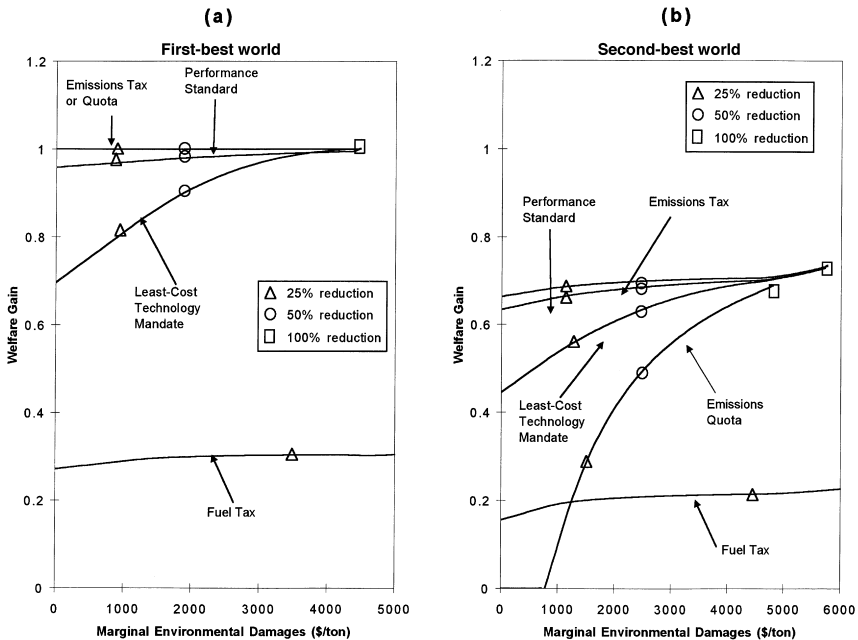 (a)
First-best world
1.2
1
0.8
0.6
0.4
0.2
0
Welfare Gain
Emissions Tax
or Quota
Performance
Standard
Least-Cost
Technology
Mandate
25% reduction
50% reduction
100% reduction
Fuel Tax
0
1000
2000
3000
4000
5000
Marginal Environmental Damages ($/ton)
(b)
Second-best world
1.2
1
0.8
0.6
0.4
0.2
0
Welfare Gain
25% reduction
50% reduction
100% reduction
Performance
Standard
Emissions Tax
Least-Cost
Technology
Mandate
Emissions
Quota
Fuel Tax
0
1000
2000
3000
4000
5000
6000
Marginal Environmental Damages ($/ton)